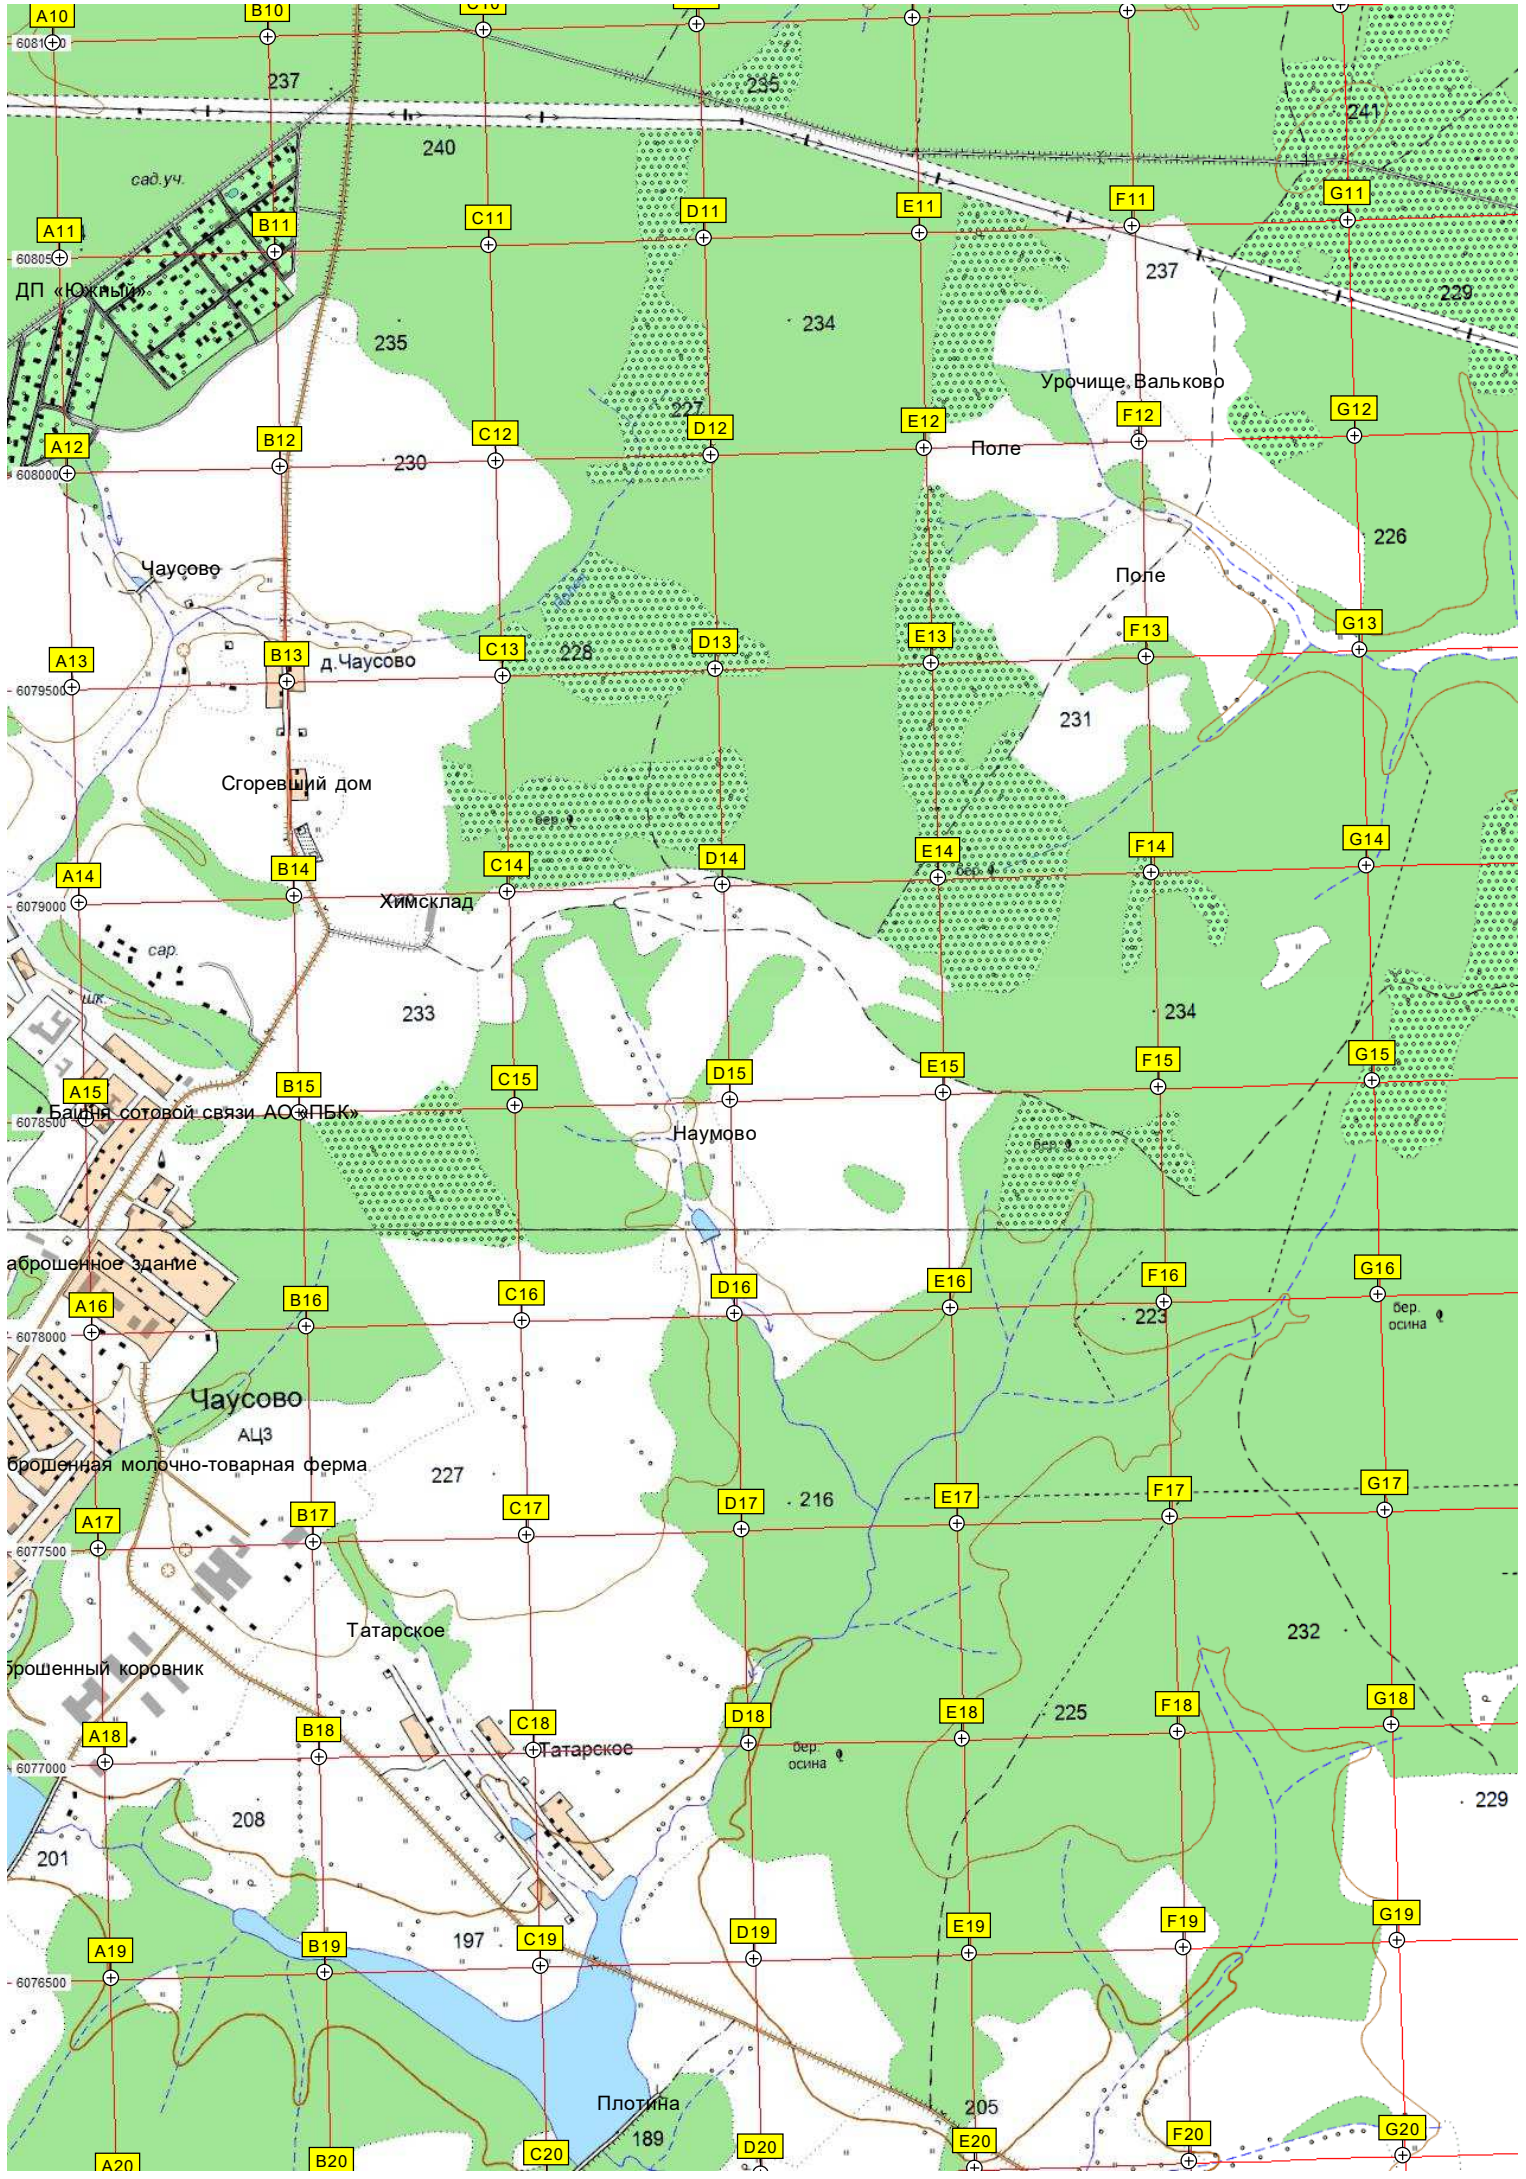 A10
B10
C10
6081
237
235
241
240
сад.уч.
A11
B11
C11
D11
E11
F11
G11
60805
237
ДП «Южный»
229
235
234
Урочище Вальково
227
A12
B12
C12
D12
E12
F12
G12
230
Поле
6080000
226
Чаусово
Поле
A13
B13
C13
D13
E13
F13
G13
д.Чаусово
228
6079500
231
Сгоревший дом
бер.
A14
B14
C14
D14
E14
F14
G14
бер.
Химсклад
6079000
сар.
шк.
233
234
A15
B15
C15
D15
E15
F15
G15
Башня сотовой связи АО «ПБК»
6078500
Наумово
бер.
аброшенное здание
A16
B16
C16
D16
E16
F16
G16
223
бер.
осина
6078000
Чаусово
АЦЗ
брошенная молочно-товарная ферма
227
216
A17
B17
C17
D17
E17
F17
G17
6077500
Татарское
232
брошенный коровник
A18
B18
C18
D18
E18
F18
G18
225
Татарское
бер.
осина
6077000
229
208
201
197
A19
B19
C19
D19
E19
F19
G19
6076500
Плотина
205
189
A20
B20
C20
D20
E20
F20
G20